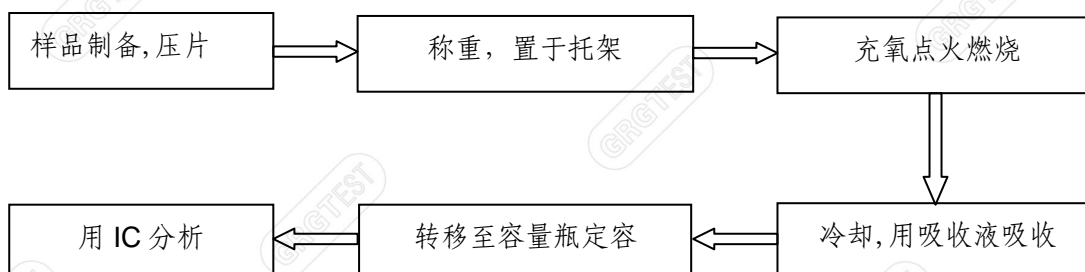 样品制备,压片
称重，置于托架
充氧点火燃烧
冷却,用吸收液吸收
转移至容量瓶定容
用 IC 分析
GRGTEST
GRGTEST